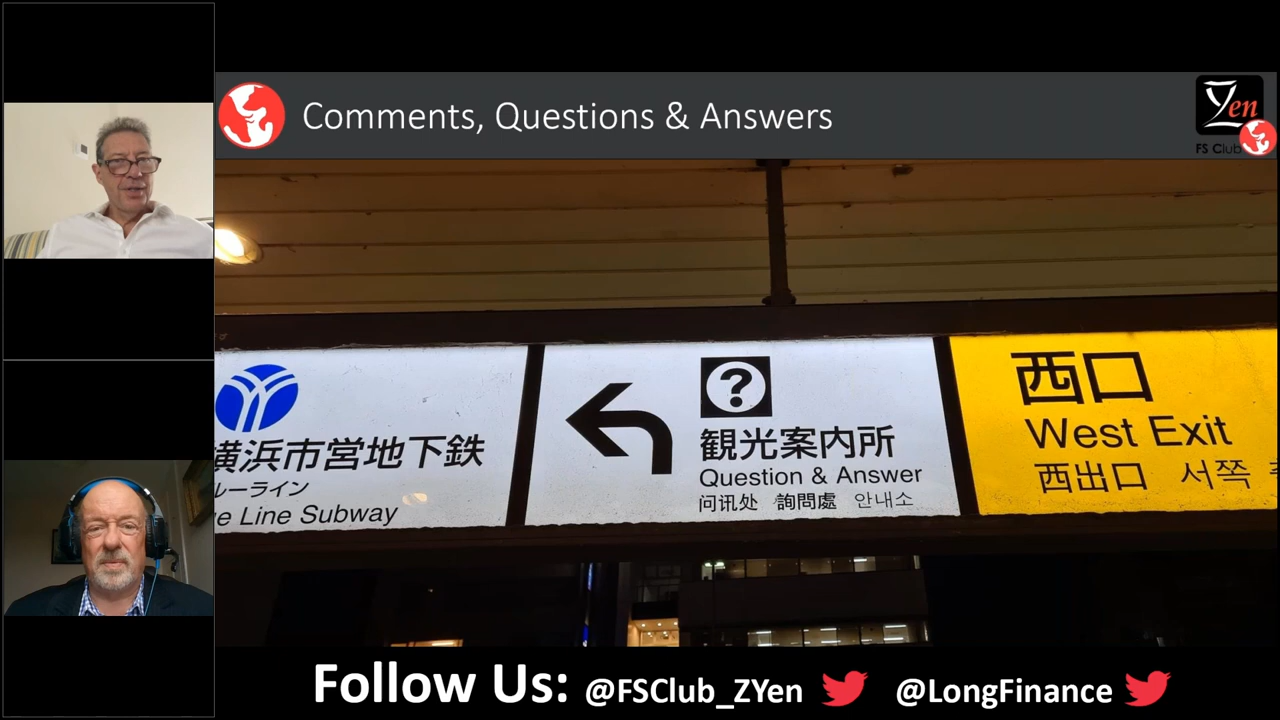 Comments, Questions & Answers
Yen
FS Club
横浜市営地下鉄
ルーライン
e Line Subway
?
観光案内所
Question & Answer
问讯处 詢問處 안내소
西口
West Exit
西出口 서쪽
Follow Us: @FSClub_ZYen @LongFinance